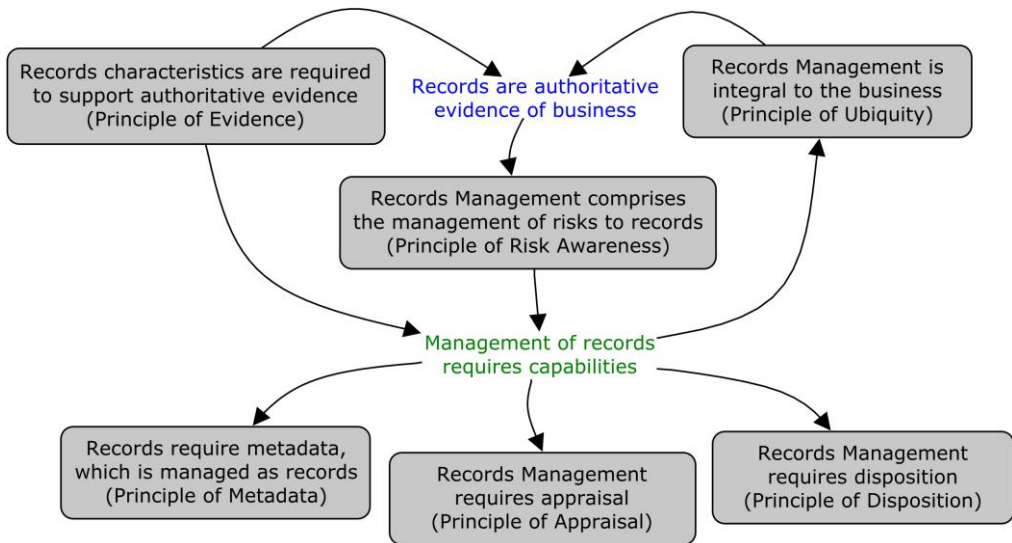 Records characteristics are required
to support authoritative evidence
(Principle of Evidence)
Records are authoritative
evidence of business
Records Management is
integral to the business
(Principle of Ubiquity)
Records Management comprises
the management of risks to records
(Principle of Risk Awareness)
Management of records
requires capabilities
Records require metadata,
which is managed as records
(Principle of Metadata)
Records Management
requires appraisal
(Principle of Appraisal)
Records Management
requires disposition
(Principle of Disposition)